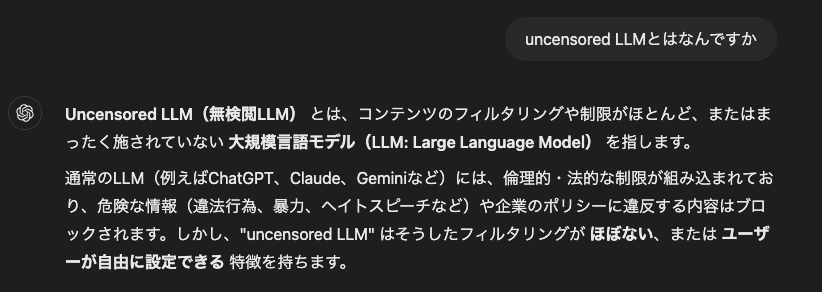 uncensored LLMとはなんですか
Uncensored LLM（無検閲LLM） とは、コンテンツのフィルタリングや制限がほとんど、またはまったく施されていない 大規模言語モデル（LLM: Large Language Model） を指します。
通常のLLM（例えばChatGPT、Claude、Geminiなど）には、倫理的・法的な制限が組み込まれており、危険な情報（違法行為、暴力、ヘイトスピーチなど）や企業のポリシーに違反する内容はブロックされます。しかし、"uncensored LLM" はそうしたフィルタリングが ほぼない、または ユーザーが自由に設定できる 特徴を持ちます。